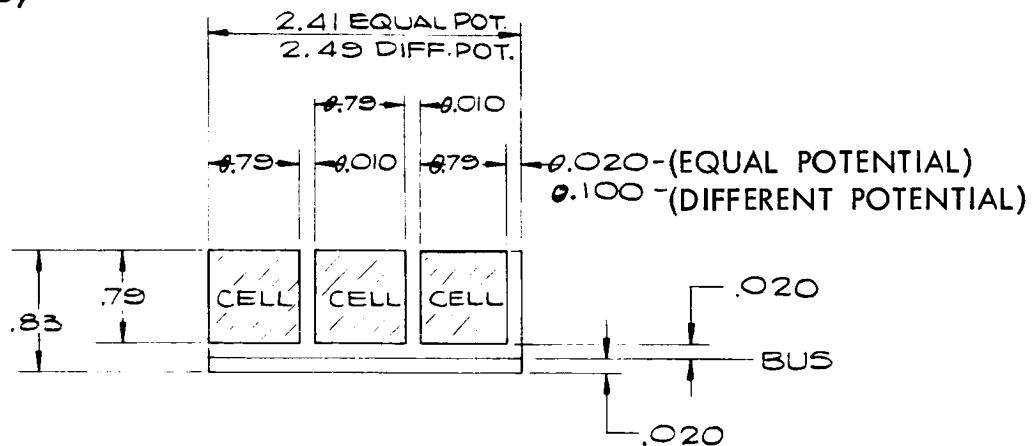 2.41 EQUAL POT.
2.49 DIFF. POT.
0.79 0.010
0.79 0.010 0.79 0.020-(EQUAL POTENTIAL)
0.100-(DIFFERENT POTENTIAL)
.83 .79 CELL CELL CELL .020
BUS
.020